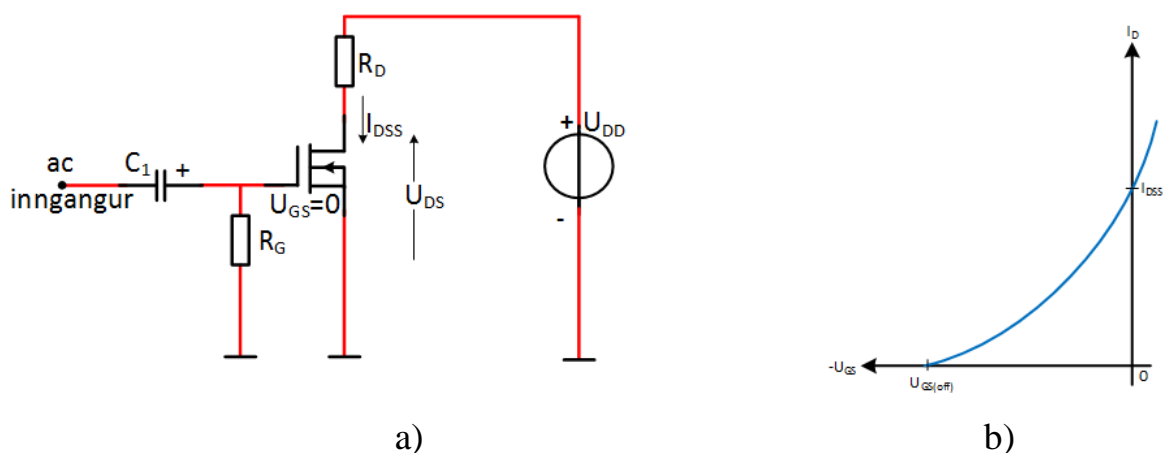 R_D
I_DSS
+ U_DD
-
ac
inngangur
C_1 +
U_GS=0
R_G
U_DS
a)
I_D
I_DSS
-U_GS
U_GS(off)
0
b)